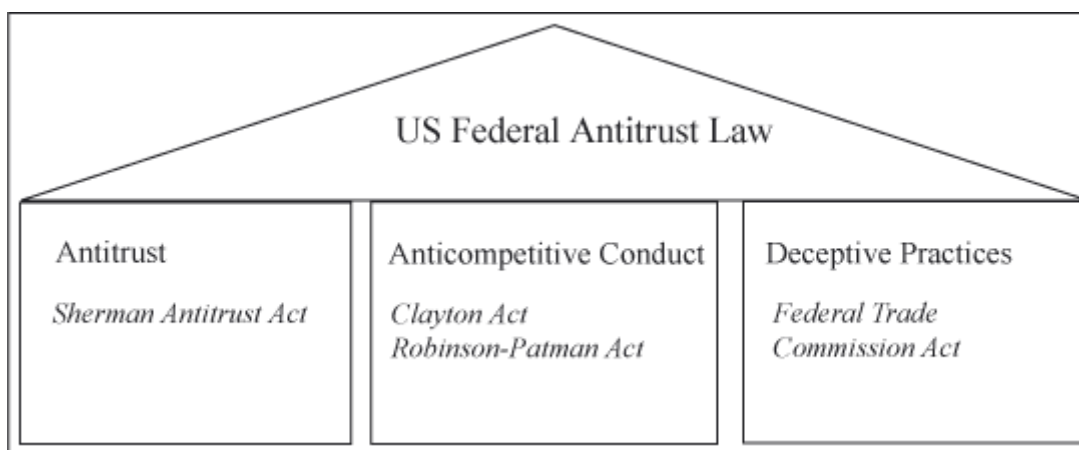 US Federal Antitrust Law
Antitrust
Sherman Antitrust Act
Anticompetitive Conduct
Clayton Act
Robinson-Patman Act
Deceptive Practices
Federal Trade
Commission Act